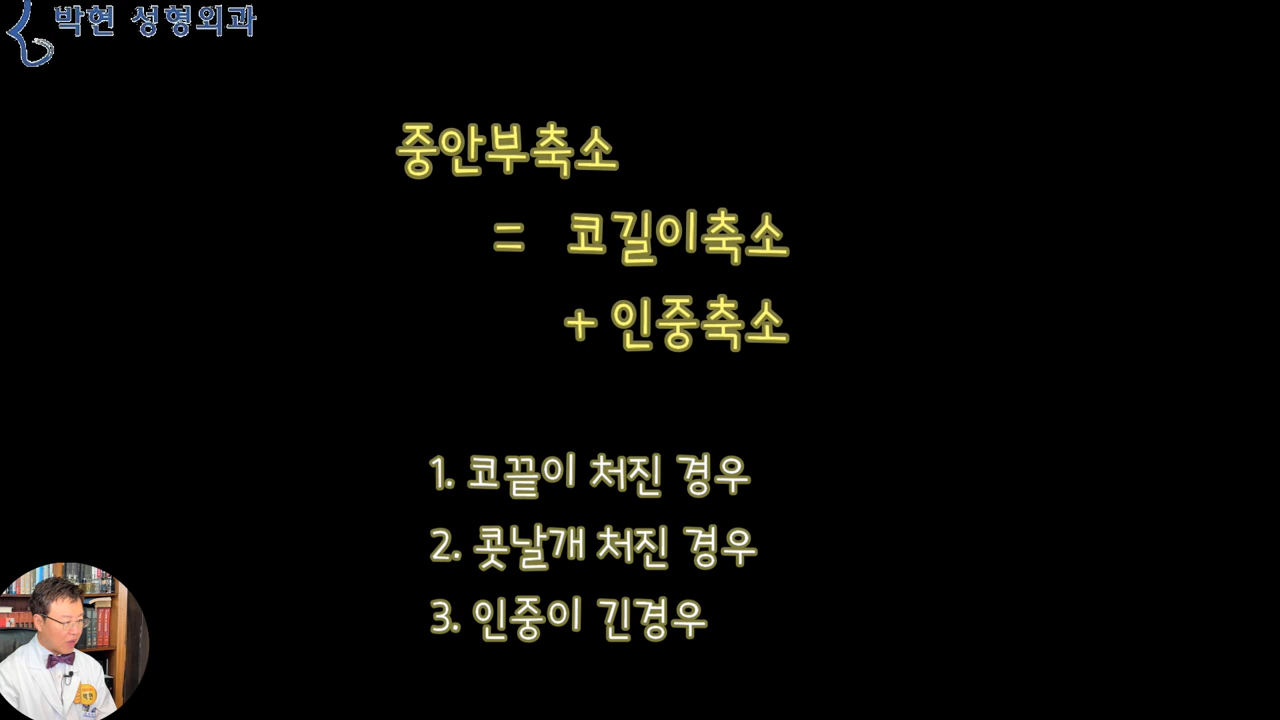 박현 성형외과
중안부축소
= 코길이축소
+ 인중축소
1. 코끝이 처진 경우
2. 콧날개 처진 경우
3. 인중이 긴경우
박현